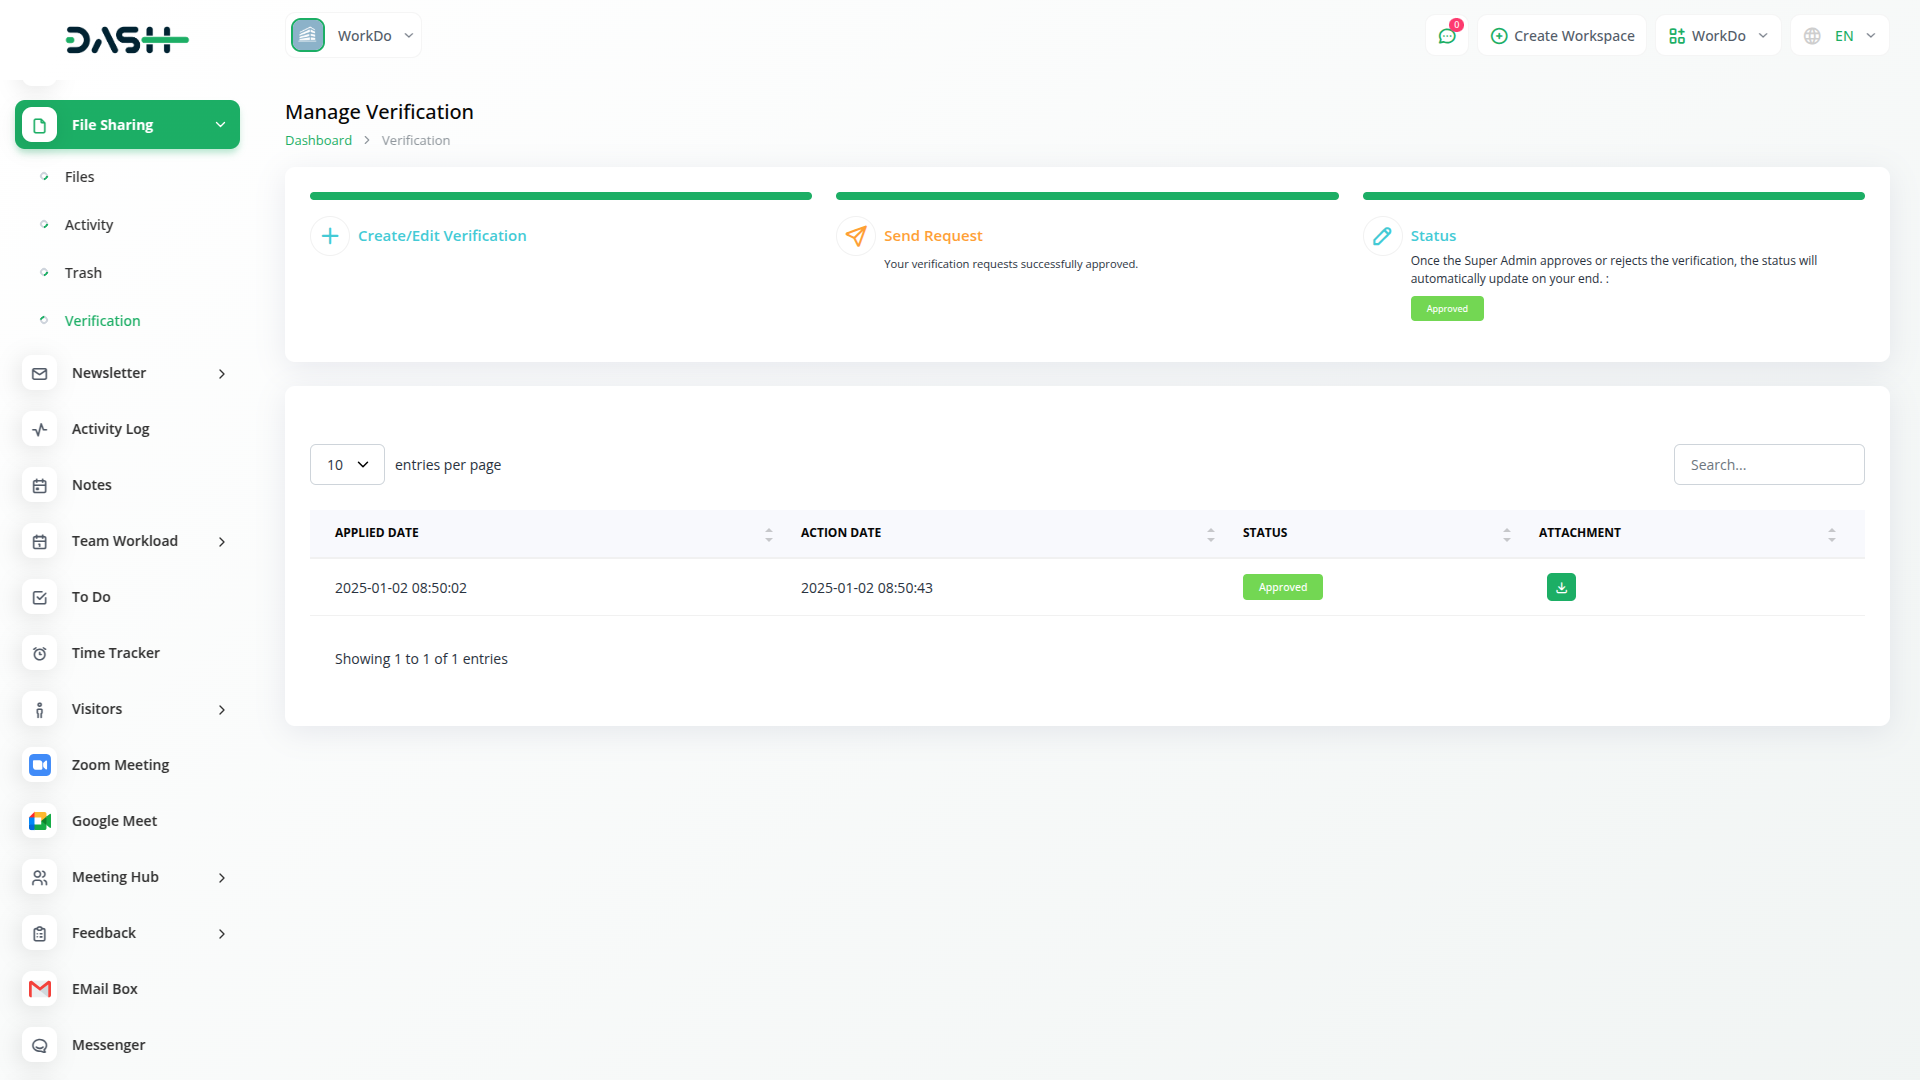 DASH
WorkDo
0
Create Workspace
WorkDo
EN
File Sharing
Files
Activity
Trash
Verification
Newsletter
Activity Log
Notes
Team Workload
To Do
Time Tracker
Visitors
Zoom Meeting
Google Meet
Meeting Hub
Feedback
EMail Box
Messenger
Manage Verification
Dashboard > Verification
Create/Edit Verification
Send Request
Your verification requests successfully approved.
Status
Once the Super Admin approves or rejects the verification, the status will
automatically update on your end. :
Approved
10 entries per page
Search...
APPLIED DATE ACTION DATE STATUS ATTACHMENT
2025-01-02 08:50:02 2025-01-02 08:50:43 Approved
Showing 1 to 1 of 1 entries